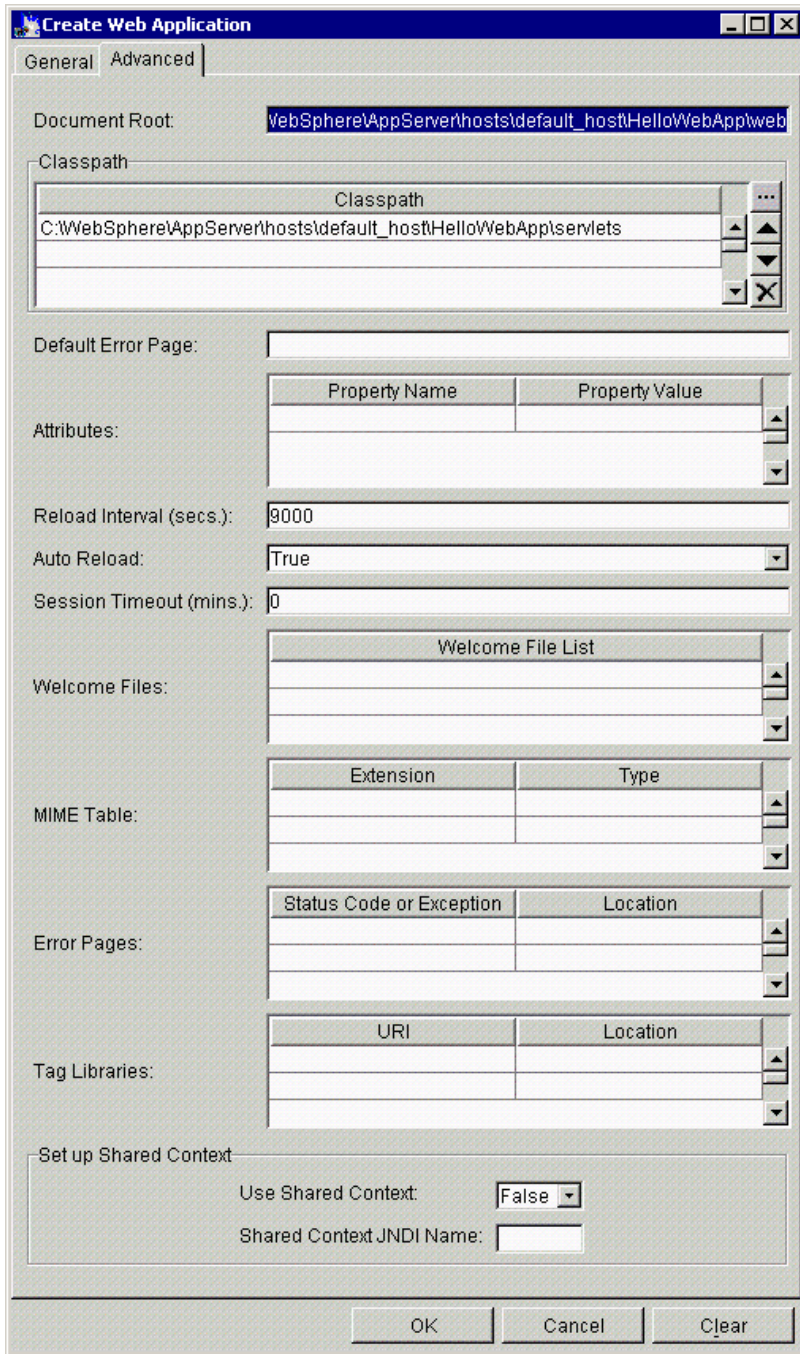 Create Web Application
General Advanced
Document Root: VebSphere\AppServer\hosts\default_host\HelloWebApp\web
Classpath
Classpath
...
C:\WebSphere\AppServer\hosts\default_host\HelloWebApp\servlets
Default Error Page:
Property Name Property Value
Attributes:
Reload Interval (secs.): 9000
Auto Reload: True
Session Timeout (mins.): 0
Welcome File List
Welcome Files:
Extension Type
MIME Table:
Status Code or Exception Location
Error Pages:
URI Location
Tag Libraries:
Set up Shared Context
Use Shared Context: False
Shared Context JNDI Name:
OK Cancel Clear